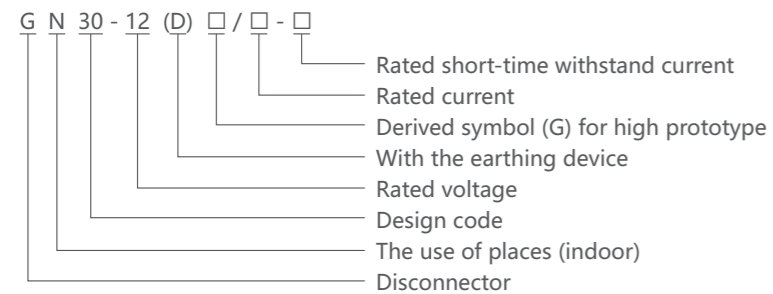 G N 30 - 12 (D) □ / □ - □
Rated short-time withstand current
Rated current
Derived symbol (G) for high prototype
With the earthing device
Rated voltage
Design code
The use of places (indoor)
Disconnector